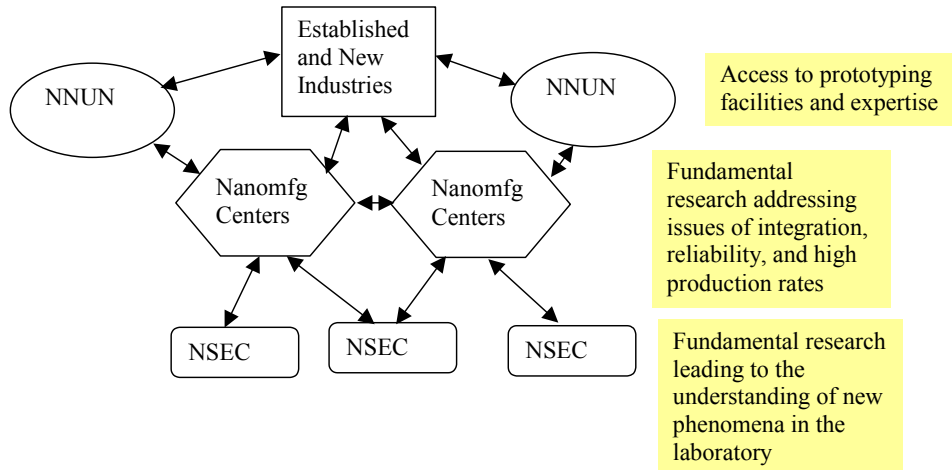 Established
and New
Industries
NNUN
NNUN
Access to prototyping
facilities and expertise
Nanomfg
Centers
Nanomfg
Centers
Fundamental
research addressing
issues of integration,
reliability, and high
production rates
NSEC
NSEC
NSEC
Fundamental research
leading to the
understanding of new
phenomena in the
laboratory